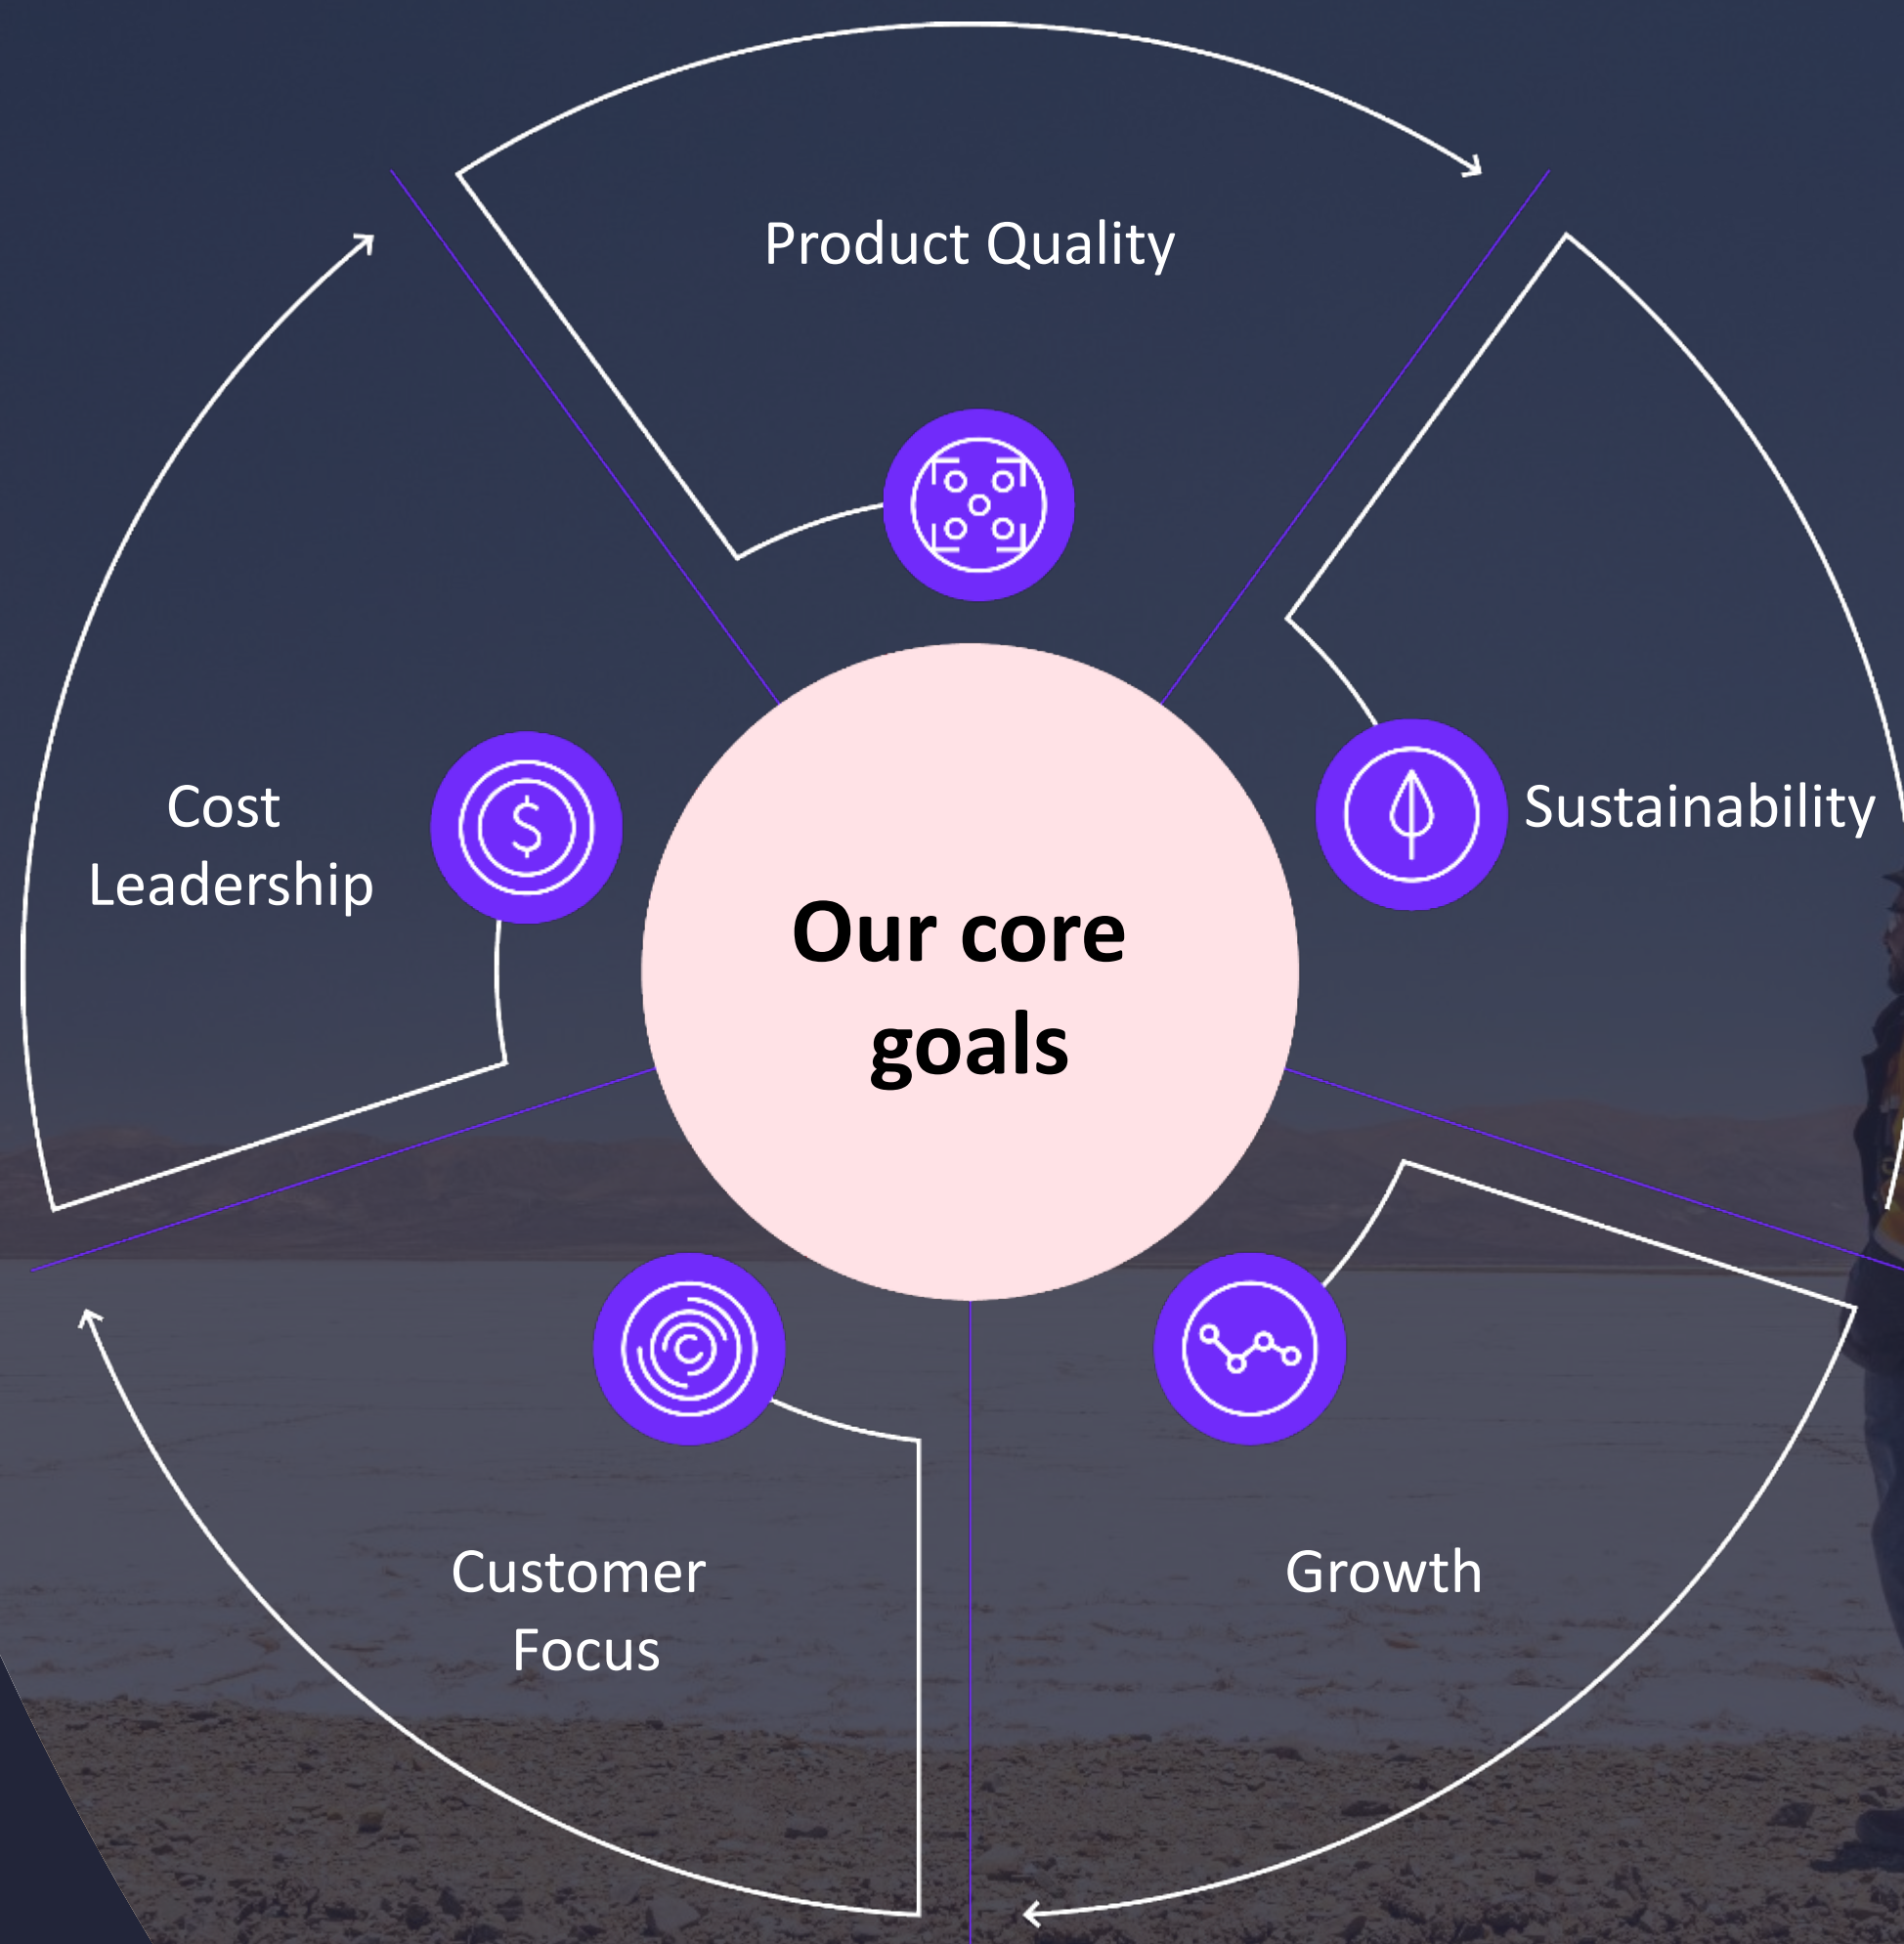 Product Quality
Cost
Leadership
Sustainability
Our core
goals
Customer
Focus
Growth